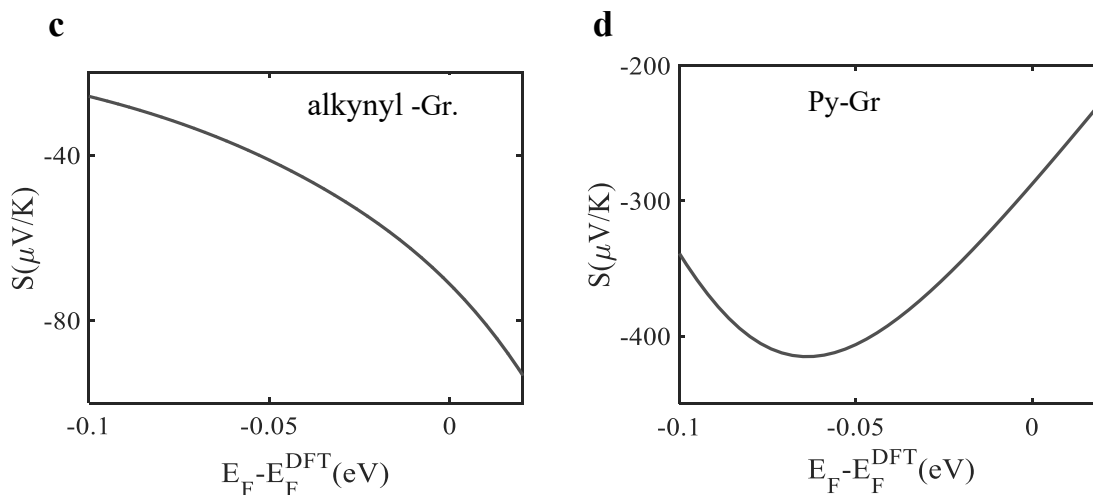 c
alkynyl -Gr.
-40
-80
S(μV/K)
-0.1
-0.05
0
E_F-E_F^DFT(eV)
d
Py-Gr
-200
-300
-400
S(μV/K)
-0.1
-0.05
0
E_F-E_F^DFT(eV)